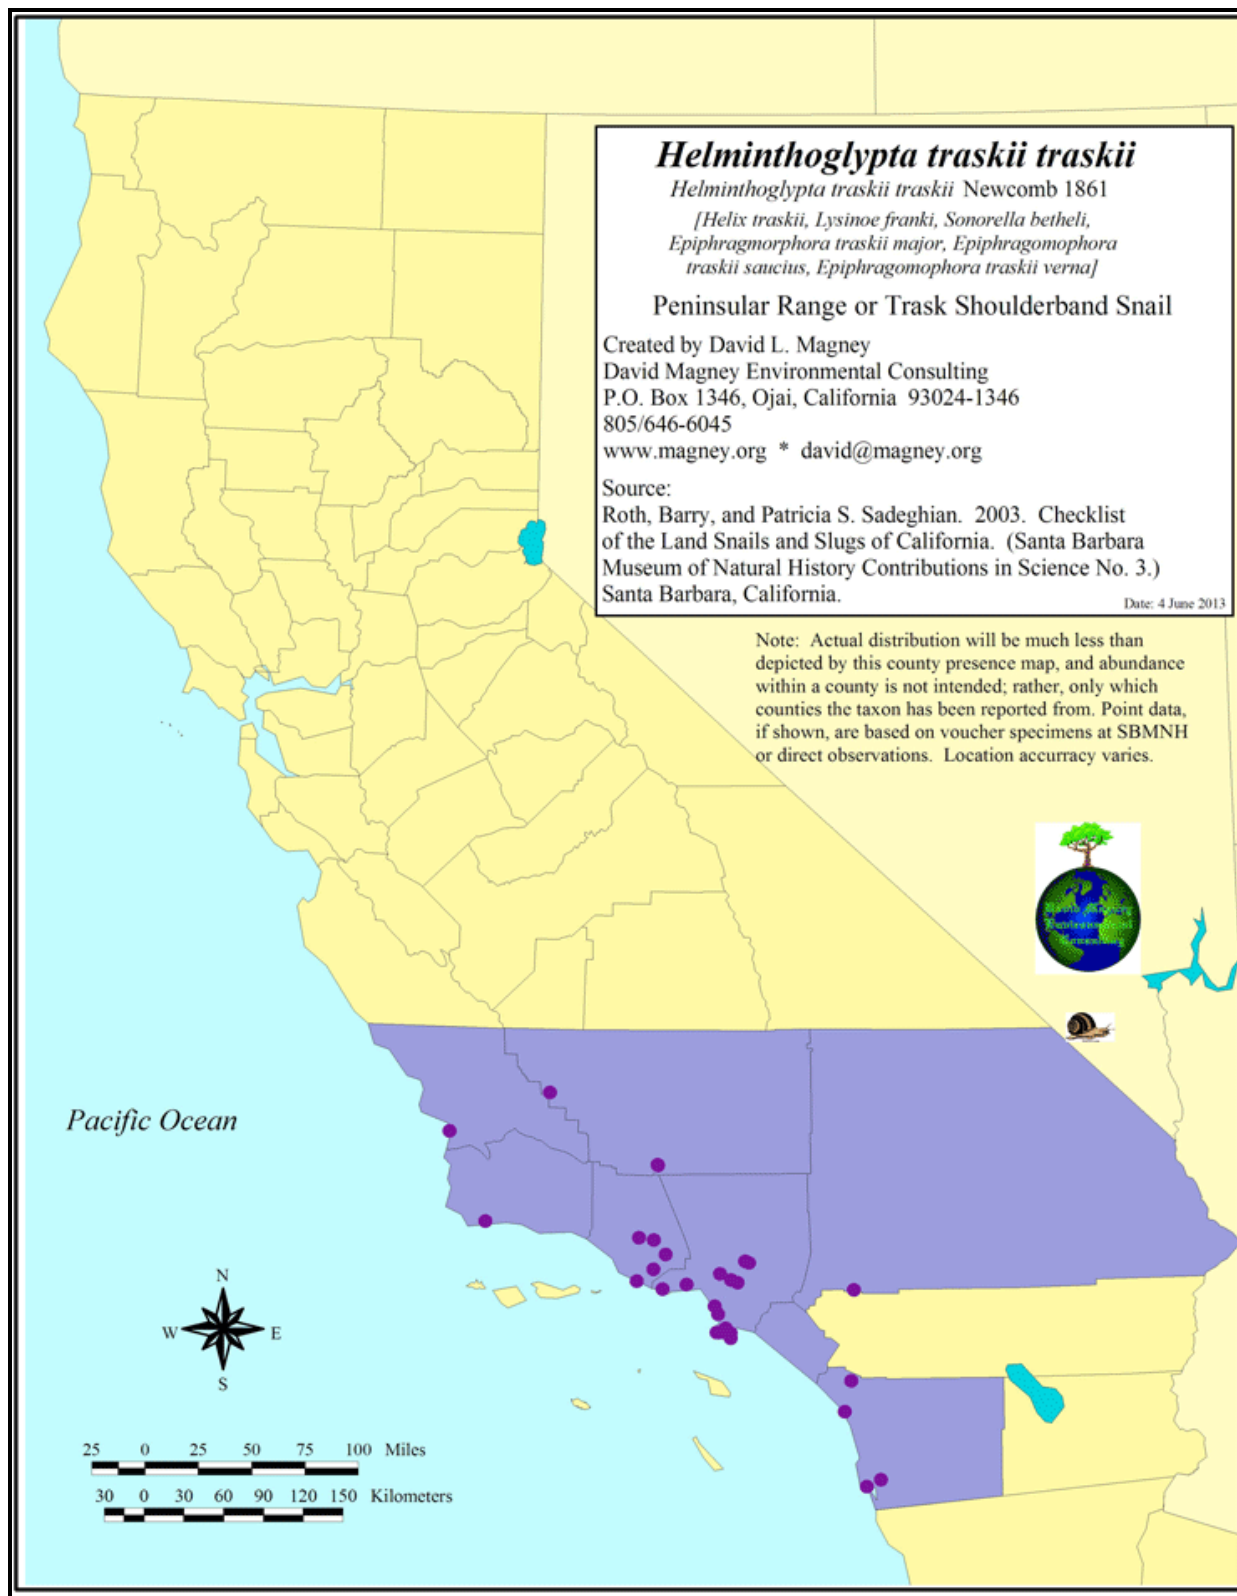 Helminthoglypta traskii traskii
Helminthoglypta traskii traskii Newcomb 1861
[Helix traskii, Lysinoe franki, Sonorella betheli,
Epiphragmorphora traskii major, Epiphragomophora
traskii saucius, Epiphragomophora traskii verna]
Peninsular Range or Trask Shoulderband Snail
Created by David L. Magney
David Magney Environmental Consulting
P.O. Box 1346, Ojai, California 93024-1346
805/646-6045
www.magney.org * david@magney.org
Source:
Roth, Barry, and Patricia S. Sadeghian. 2003. Checklist
of the Land Snails and Slugs of California. (Santa Barbara
Museum of Natural History Contributions in Science No. 3.)
Santa Barbara, California.
Date: 4 June 2013
Note: Actual distribution will be much less than
depicted by this county presence map, and abundance
within a county is not intended; rather, only which
counties the taxon has been reported from. Point data,
if shown, are based on voucher specimens at SBMNH
or direct observations. Location accurracy varies.
Pacific Ocean
N
W E
S
25 0 25 50 75 100 Miles
30 0 30 60 90 120 150 Kilometers